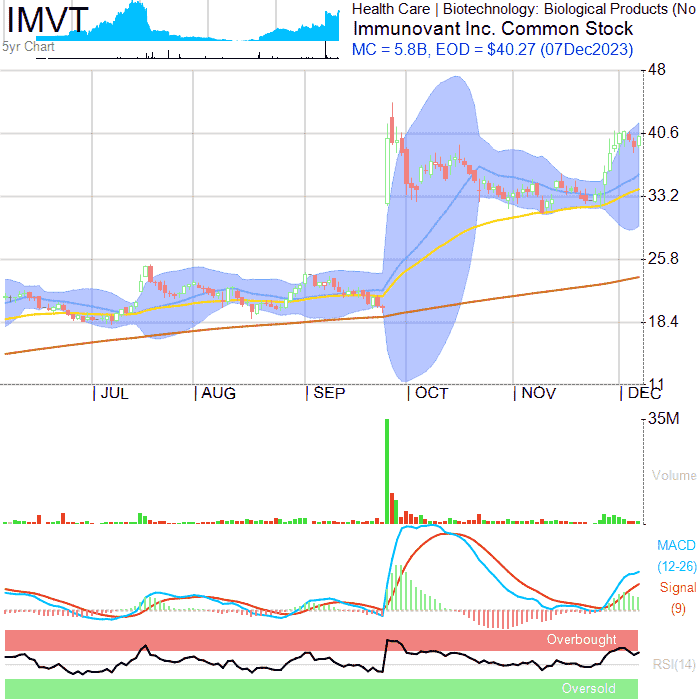 IMVT
Health Care | Biotechnology: Biological Products (No
Immunovant Inc. Common Stock
5yr Chart
MC = 5.8B, EOD = $40.27 (07Dec2023)
48
40.6
33.2
25.8
18.4
11
JUL AUG SEP OCT NOV DEC
35M
Volume
MACD
(12-26)
Signal
(9)
Overbought
RSI(14)
Oversold